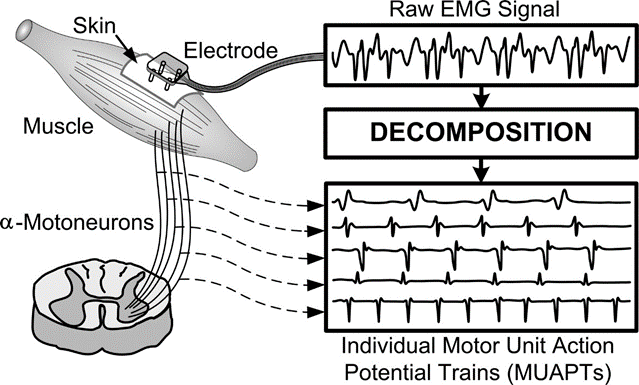 Raw EMG Signal
Skin
Electrode
Muscle
DECOMPOSITION
α-Motoneurons
Individual Motor Unit Action
Potential Trains (MUAPTs)